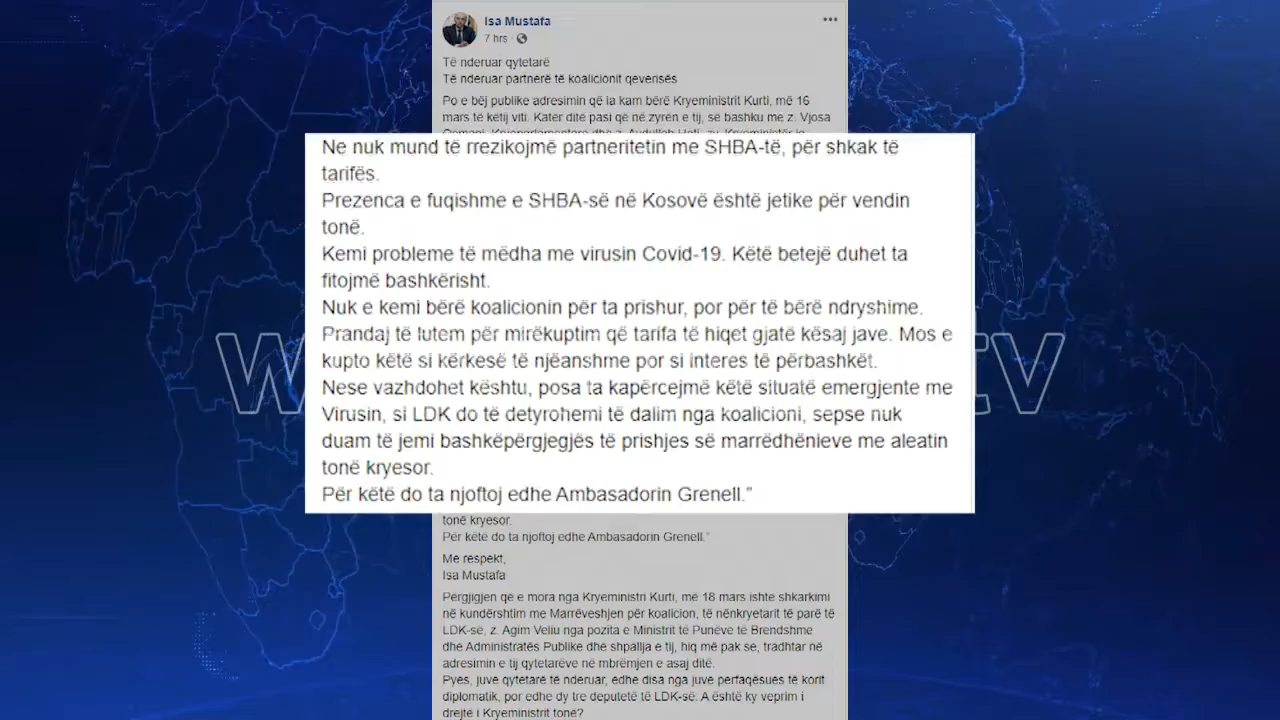 Isa Mustafa
7 hrs ·
Të nderuar qytetarë
Të nderuar partnerë të koalicionit qeverisës
Po e bëj publike adresimin që ia kam bërë Kryeministrit Kurti, më 16
mars të këtij viti. Katër ditë pasi që në zyrën e tij, së bashku me z. Vjosa
Ne nuk mund të rrezikojmë partneritetin me SHBA-të, për shkak të
tarifës.
Prezenca e fuqishme e SHBA-së në Kosovë është jetike për vendin
tonë.
Kemi probleme të mëdha me virusin Covid-19. Këtë betejë duhet ta
fitojmë bashkërisht.
Nuk e kemi bërë koalicionin për ta prishur, por për të bërë ndryshime.
Prandaj të lutem për mirëkuptim që tarifa të hiqet gjatë kësaj jave. Mos e
kupto këtë si kërkesë të njëanshme por si interes të përbashkët.
Nese vazhdohet kështu, posa ta kapërcejmë këtë situatë emergjente me
Virusin, si LDK do të detyrohemi të dalim nga koalicioni, sepse nuk
duam të jemi bashkëpërgjegjës të prishjes së marrëdhënieve me aleatin
tonë kryesor.
Për këtë do ta njoftoj edhe Ambasadorin Grenell.”
tonë kryesor.
Për këtë do ta njoftoj edhe Ambasadorin Grenell.”
Me respekt,
Isa Mustafa
Përgjigjen që e mora nga Kryeministri Kurti, më 18 mars ishte shkarkimi
në kundërshtim me Marrëveshjen për koalicion, të nënkryetarit të parë të
LDK-së, z. Agim Veliu nga pozita e Ministrit të Punëve të Brendshme
dhe Administratës Publike dhe shpallja e tij, hiq më pak se, tradhtar në
adresimin e tij qytetarëve në mbrëmjen e asaj ditë.
Pyes, juve qytetarë të nderuar, edhe disa nga juve perfaqësues të korit
diplomatik, por edhe dy tre deputetë të LDK-së: A është ky veprim i
drejtë i Kryeministrit tonë?